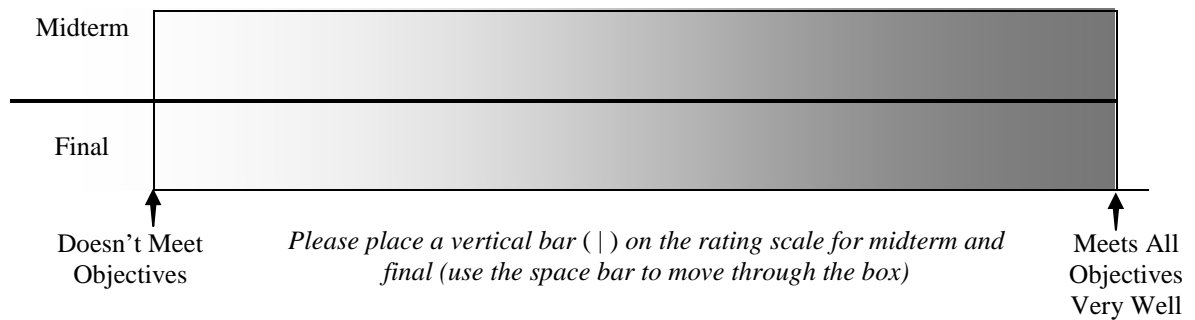 Midterm
Final
Doesn’t Meet
Objectives
Please place a vertical bar ( | ) on the rating scale for midterm and
final (use the space bar to move through the box)
Meets All
Objectives
Very Well